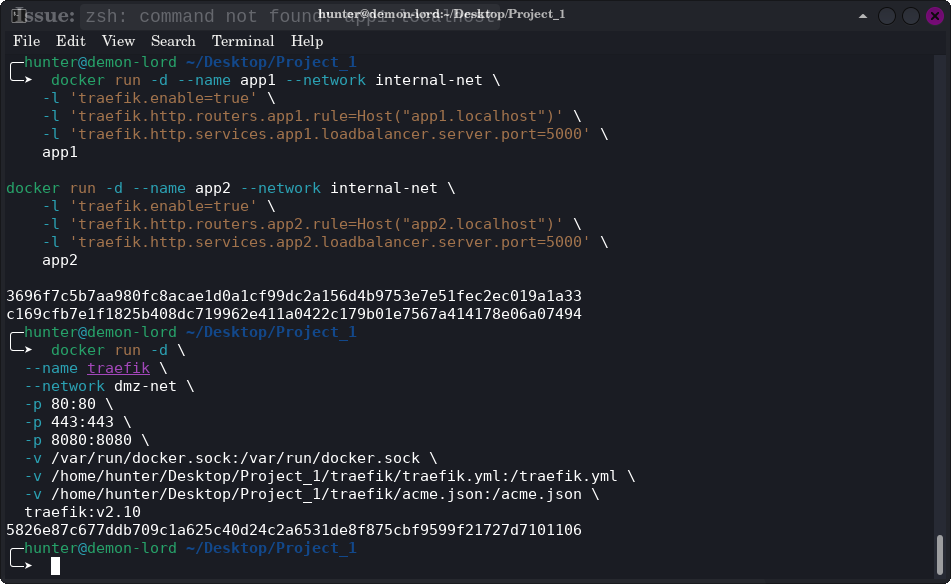 Issue: zsh: command not found: app1.localhost
hunter@demon-lord:~/Desktop/Project_1
File Edit View Search Terminal Help
hunter@demon-lord ~/Desktop/Project_1
docker run -d --name app1 --network internal-net \
-l 'traefik.enable=true' \
-l 'traefik.http.routers.app1.rule=Host("app1.localhost")' \
-l 'traefik.http.services.app1.loadbalancer.server.port=5000' \
app1
docker run -d --name app2 --network internal-net \
-l 'traefik.enable=true' \
-l 'traefik.http.routers.app2.rule=Host("app2.localhost")' \
-l 'traefik.http.services.app2.loadbalancer.server.port=5000' \
app2
3696f7c5b7aa980fc8acae1d0a1cf99dc2a156d4b9753e7e51fec2ec019a1a33
c169cfb7e1f1825b408dc719962e411a0422c179b01e7567a414178e06a07494
hunter@demon-lord ~/Desktop/Project_1
docker run -d \
--name traefik \
--network dmz-net \
-p 80:80 \
-p 443:443 \
-p 8080:8080 \
-v /var/run/docker.sock:/var/run/docker.sock \
-v /home/hunter/Desktop/Project_1/traefik/traefik.yml:/traefik.yml \
-v /home/hunter/Desktop/Project_1/traefik/acme.json:/acme.json \
traefik:v2.10
5826e87c677ddb709c1a625c40d24c2a6531de8f875cbf9599f21727d7101106
hunter@demon-lord ~/Desktop/Project_1